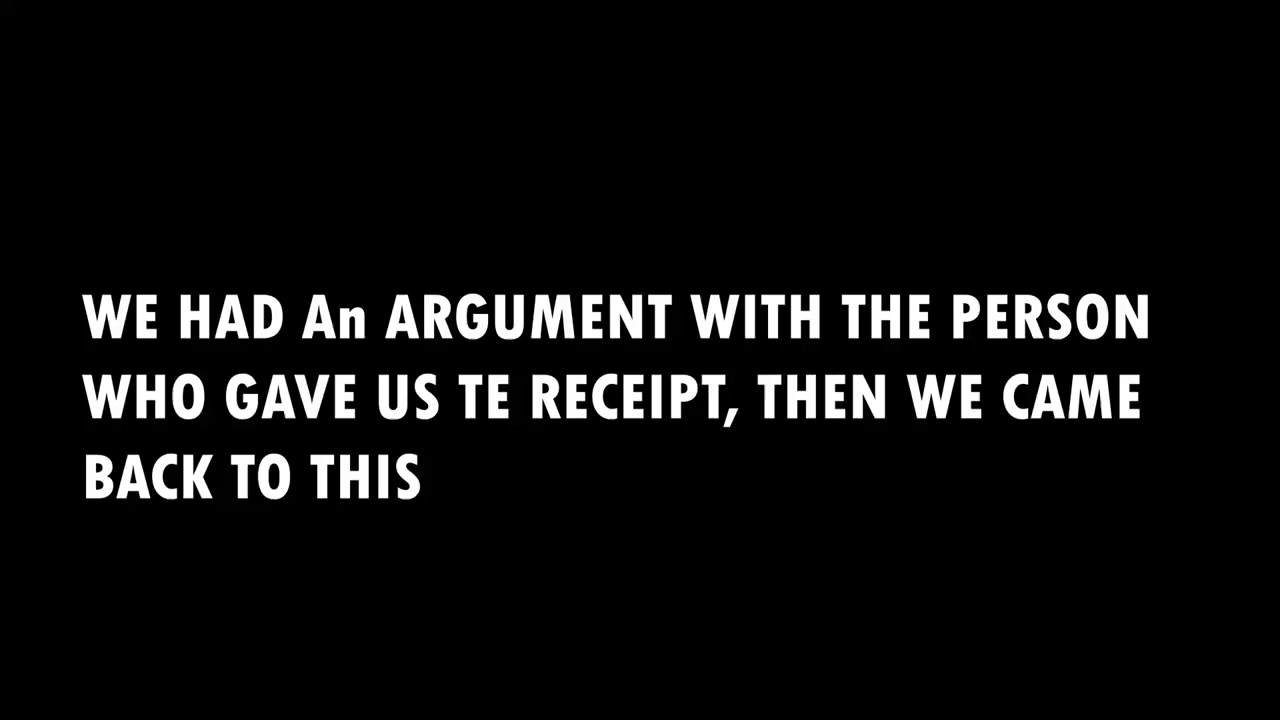 WE HAD An ARGUMENT WITH THE PERSON
WHO GAVE US TE RECEIPT, THEN WE CAME
BACK TO THIS